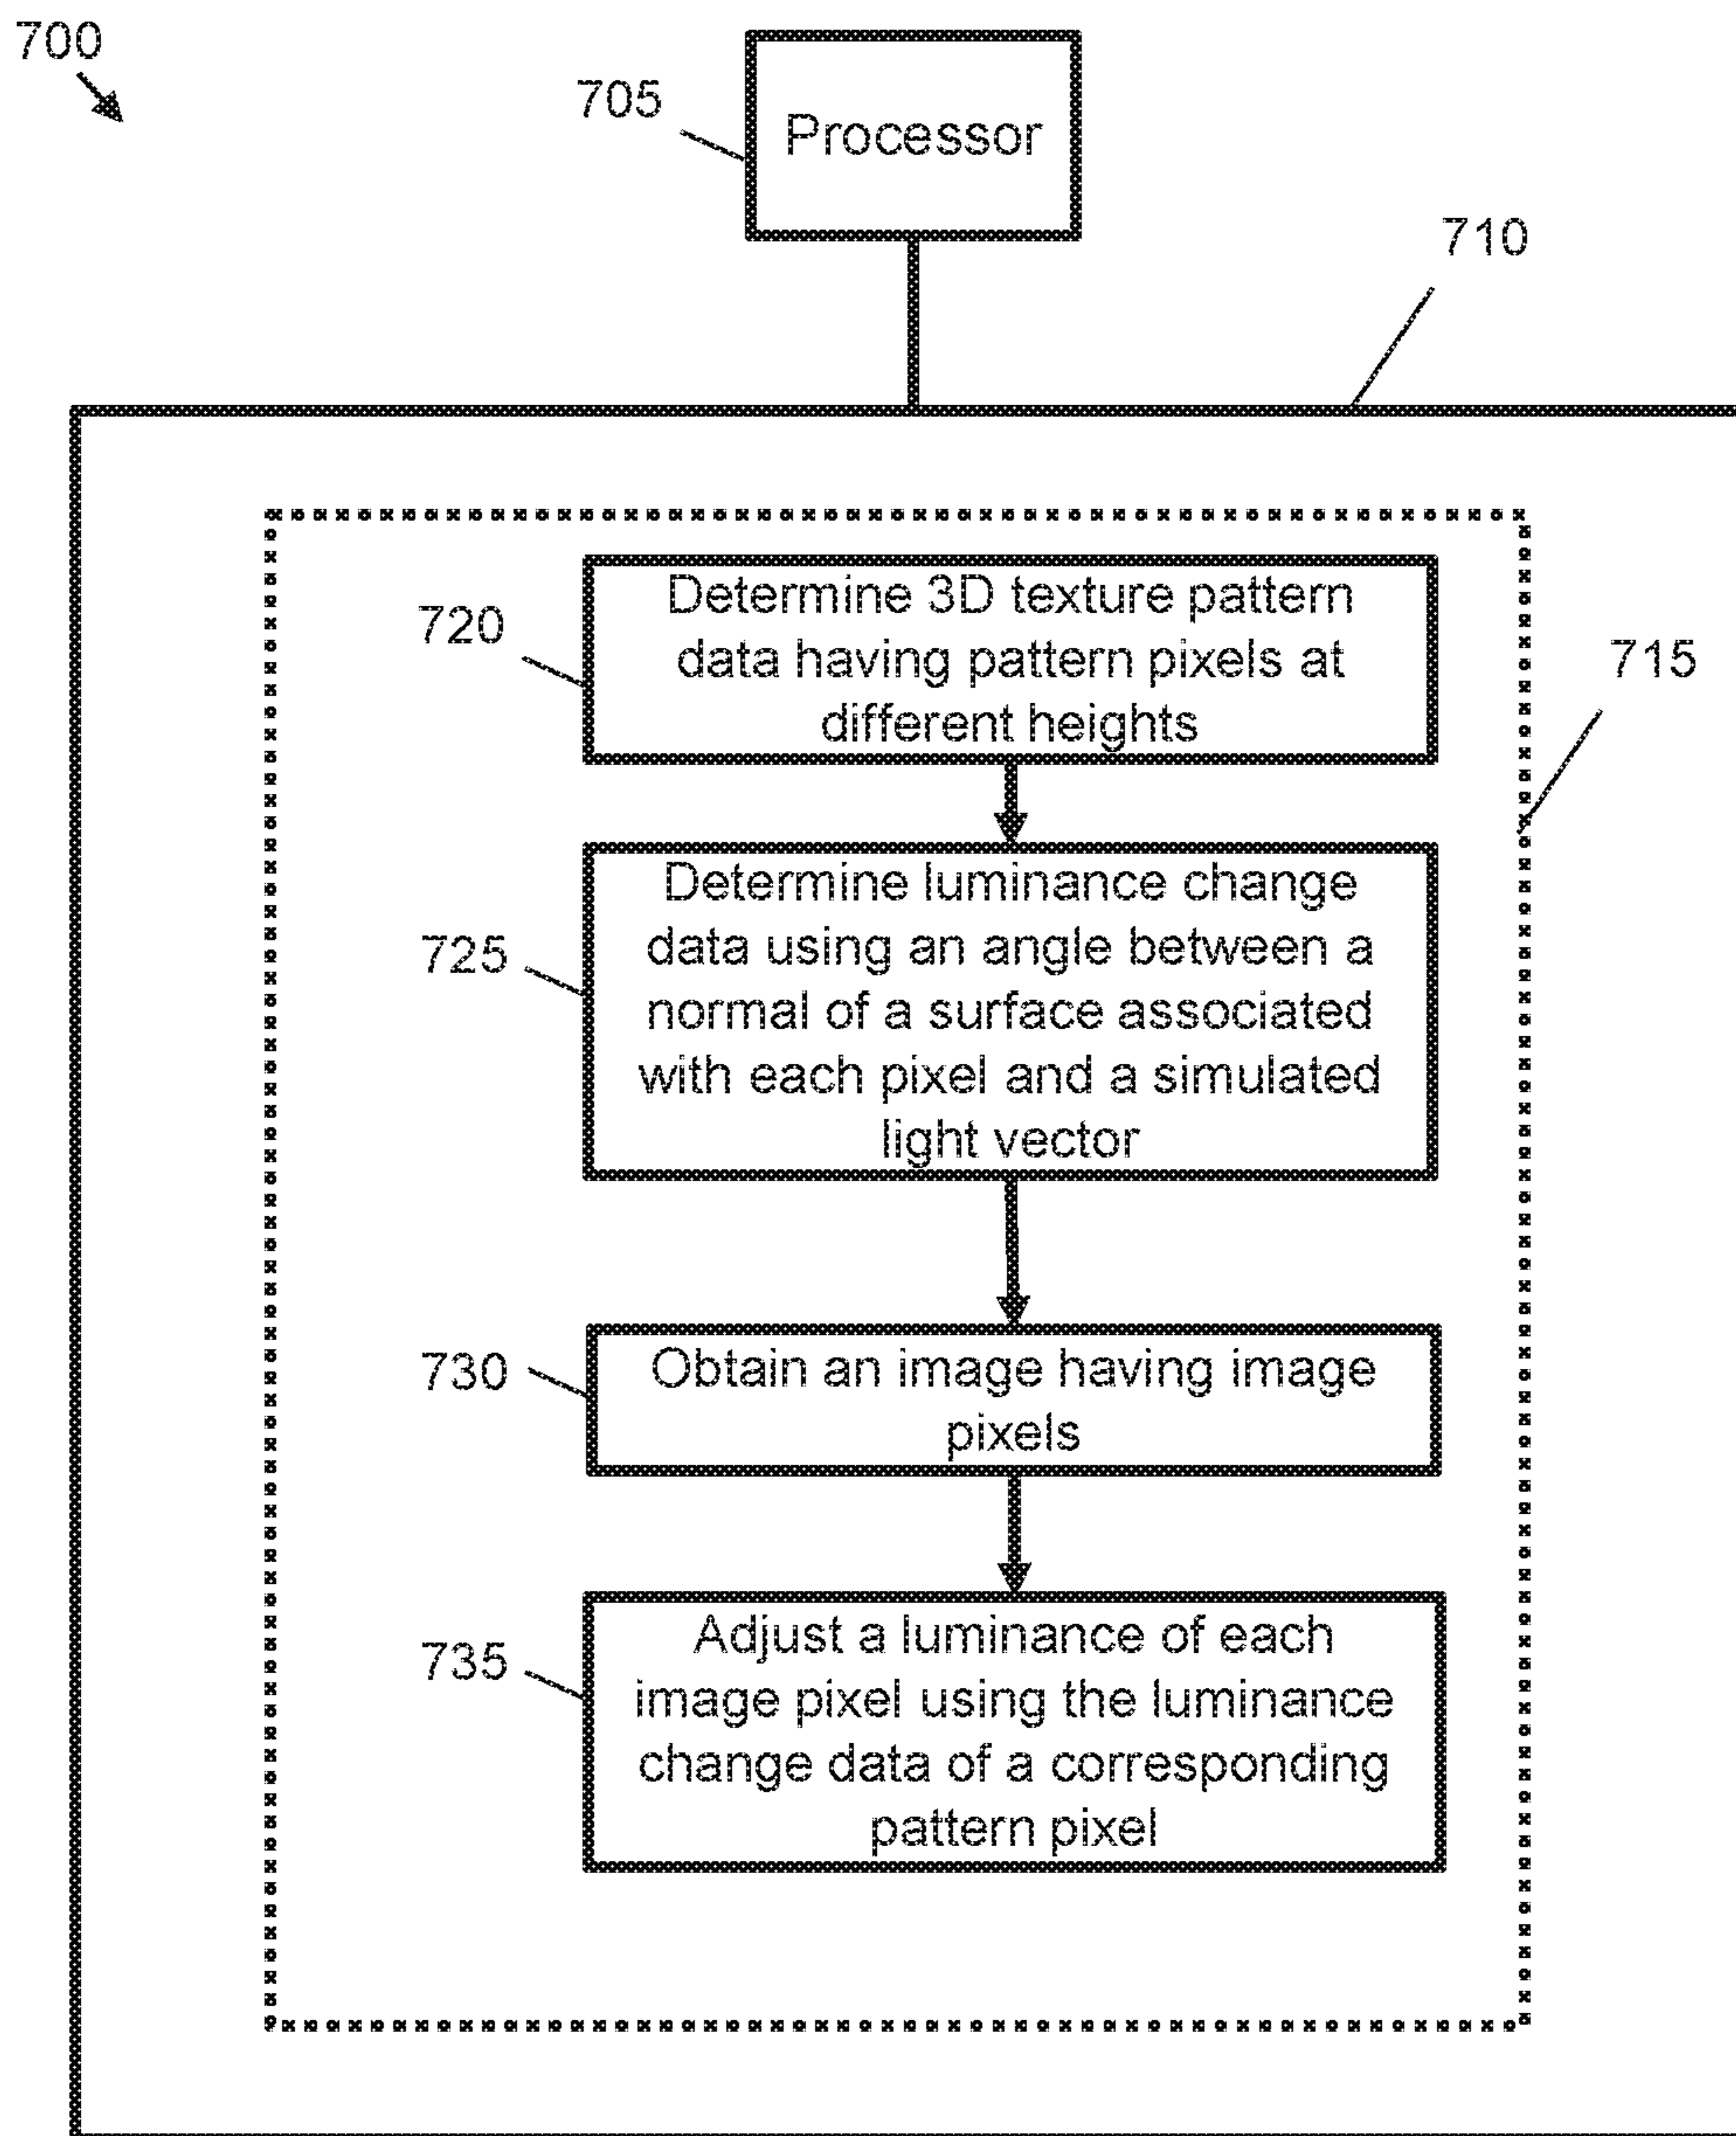 700
705
Processor
710
715
720
Determine 3D texture pattern
data having pattern pixels at
different heights
725
Determine luminance change
data using an angle between a
normal of a surface associated
with each pixel and a simulated
light vector
730
Obtain an image having image
pixels
735
Adjust a luminance of each
image pixel using the luminance
change data of a corresponding
pattern pixel